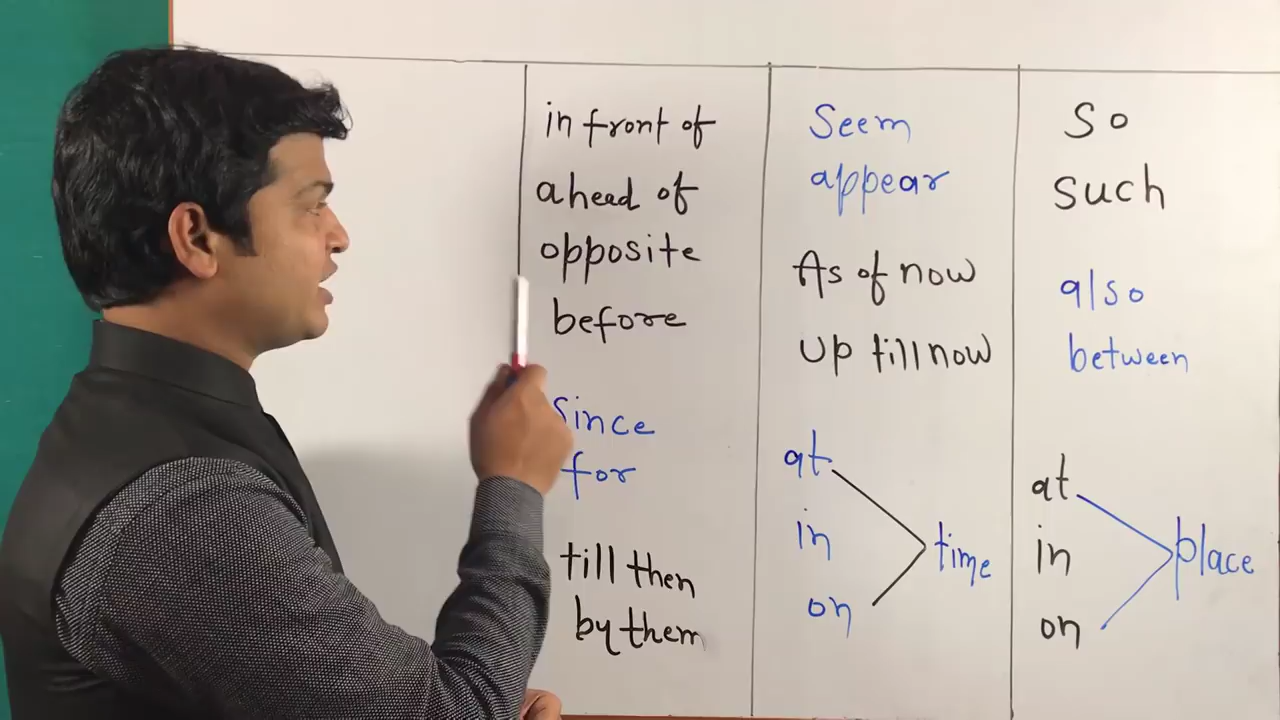 in front of
ahead of
opposite
before
since
for
till then
by them
Seem
appear
As of now
Up till now
at
in
on
time
So
Such
also
between
at
in
on
place